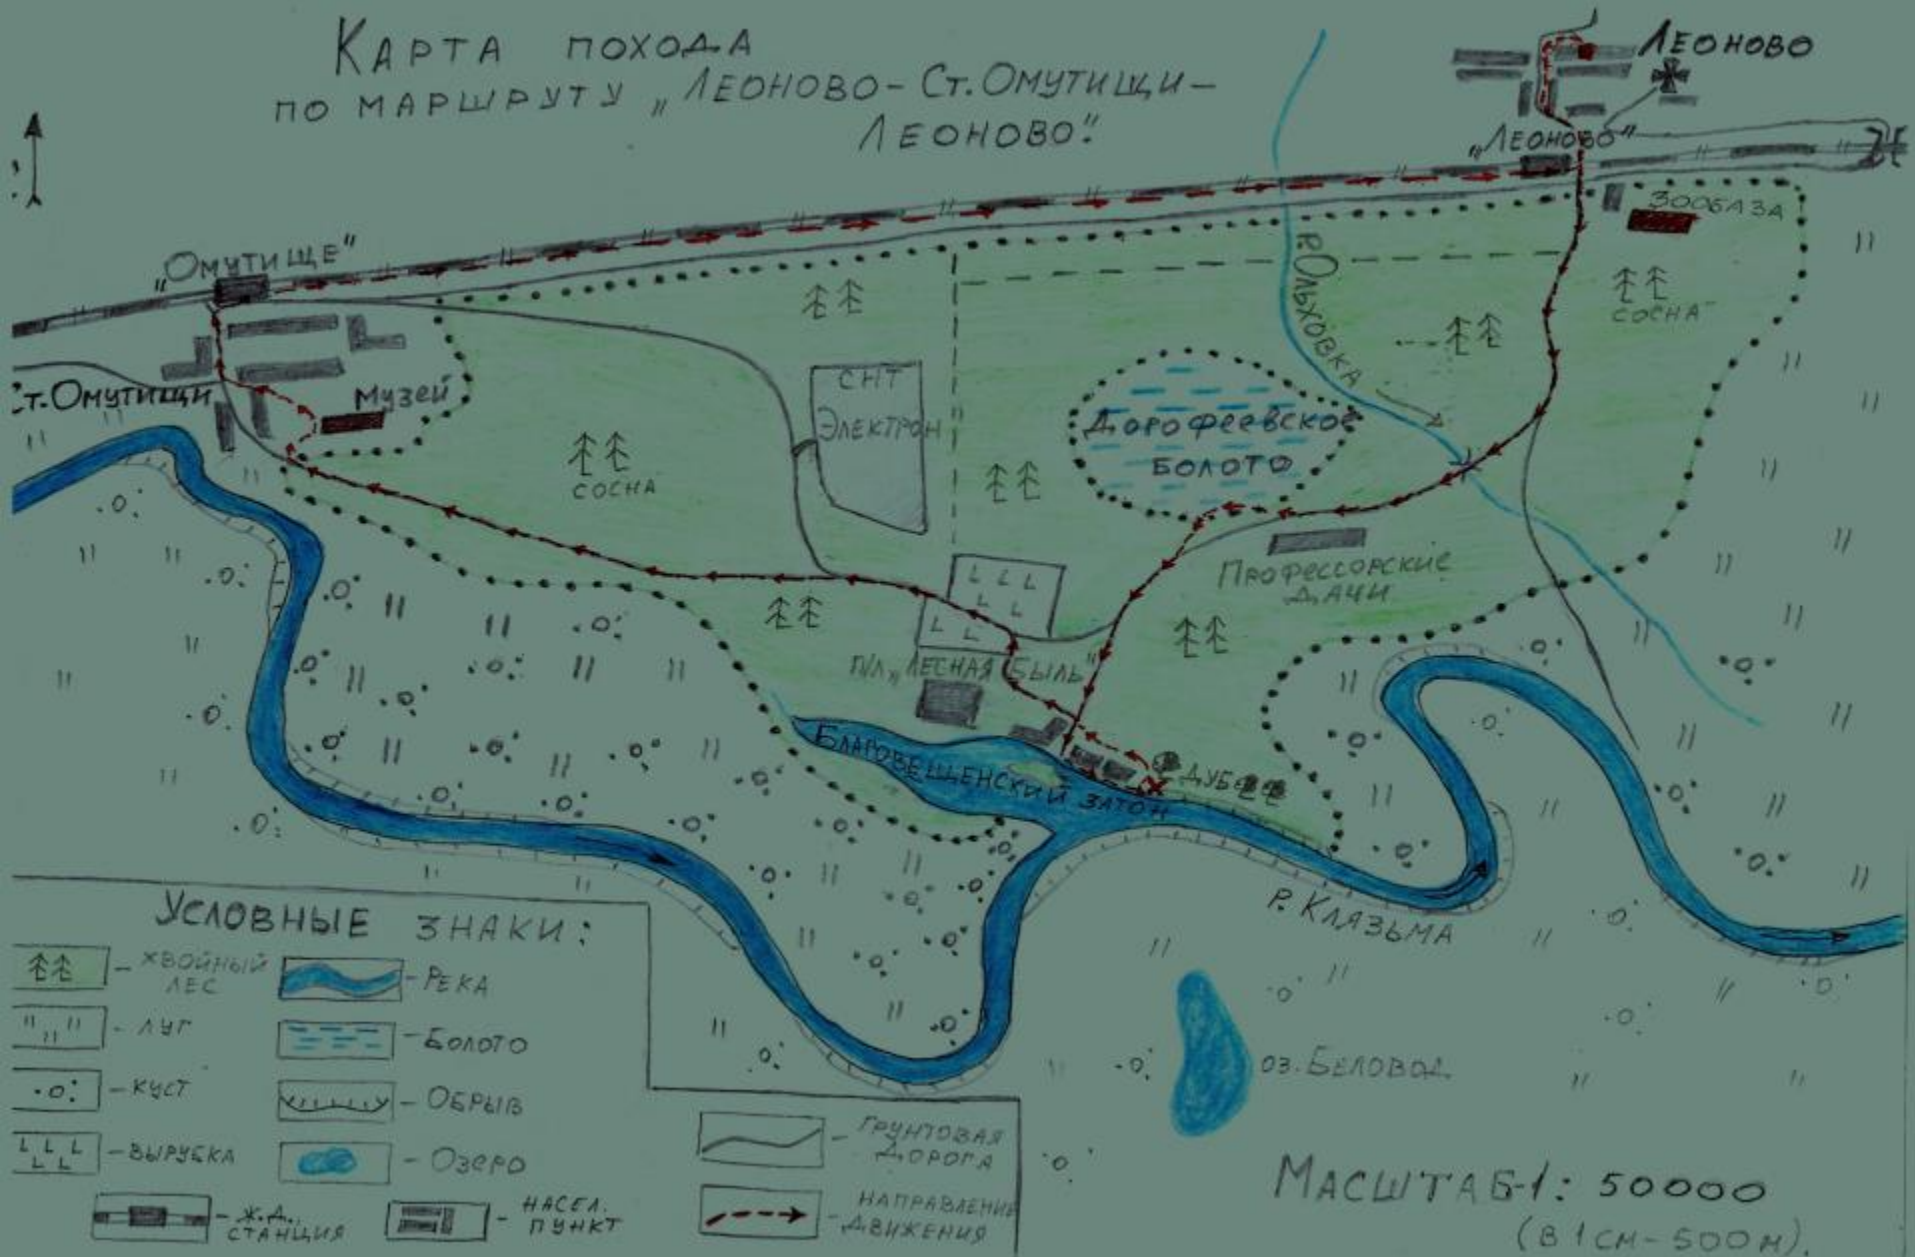 Карта похода
по маршруту „Леоново-Ст.Омутищи-
Леоново".
Леоново
„Леоново"
Зообаза
„Омутище"
сосна
р.Ольховка
СНТ
Электрон
Ст.Омутищи
Музей
Дорофеевское
болото
сосна
Профессорские
дачи
П/Л „Лесная быль"
Благовещенский затон
Дуб
р. Клязьма
Условные знаки:
- хвойный
лес
- Река
- луг
- Болото
- куст
- Обрыв
- вырубка
- Озеро
- ж.д.
станция
- насел.
пункт
- грунтовая
дорога
- направление
движения
оз. Беловод
Масштаб-1: 50000
(в 1 см - 500 м).